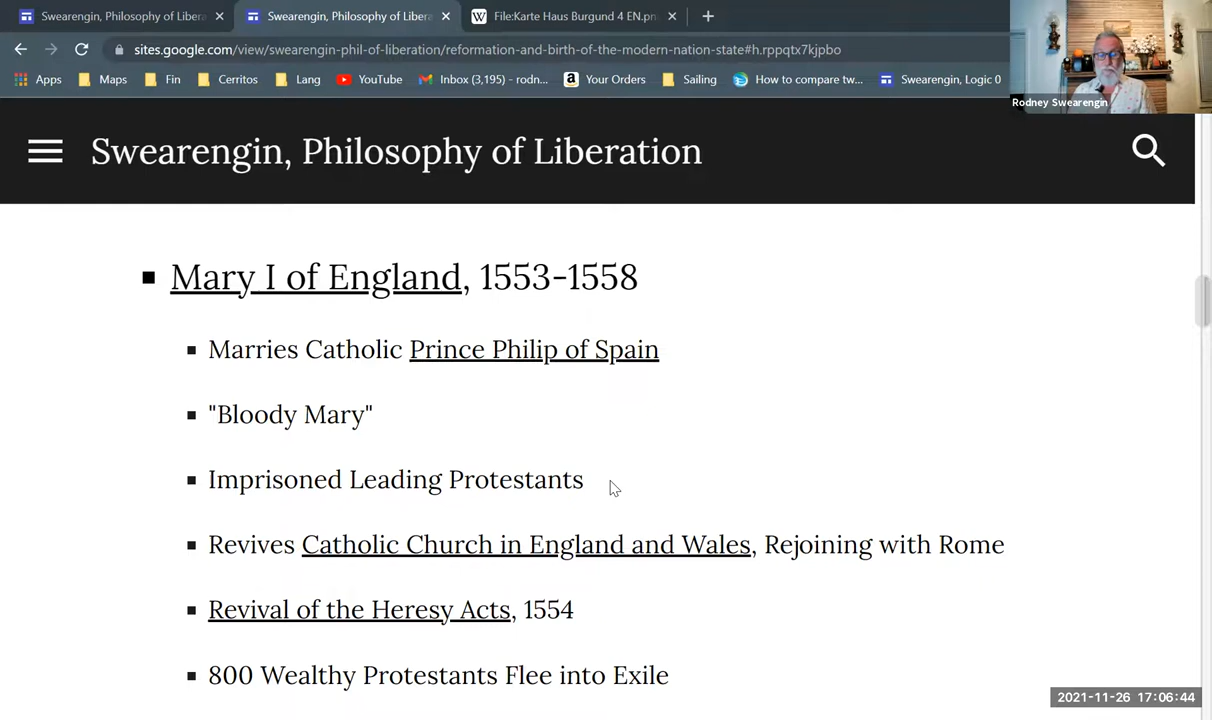 Swearengin, Philosophy of Libera
Swearengin, Philosophy of Libera
File:Karte Haus Burgund 4 EN.pn
sites.google.com/view/swearengin-phil-of-liberation/reformation-and-birth-of-the-modern-nation-state#h.rppqtx7kjpbo
Apps Maps Fin Cerritos Lang YouTube Inbox (3,195) - rodn... Your Orders Sailing How to compare tw... Swearengin, Logic 0
Rodney Swearengin
Swearengin, Philosophy of Liberation
Mary I of England, 1553-1558
Marries Catholic Prince Philip of Spain
"Bloody Mary"
Imprisoned Leading Protestants
Revives Catholic Church in England and Wales, Rejoining with Rome
Revival of the Heresy Acts, 1554
800 Wealthy Protestants Flee into Exile
2021-11-26 17:06:44